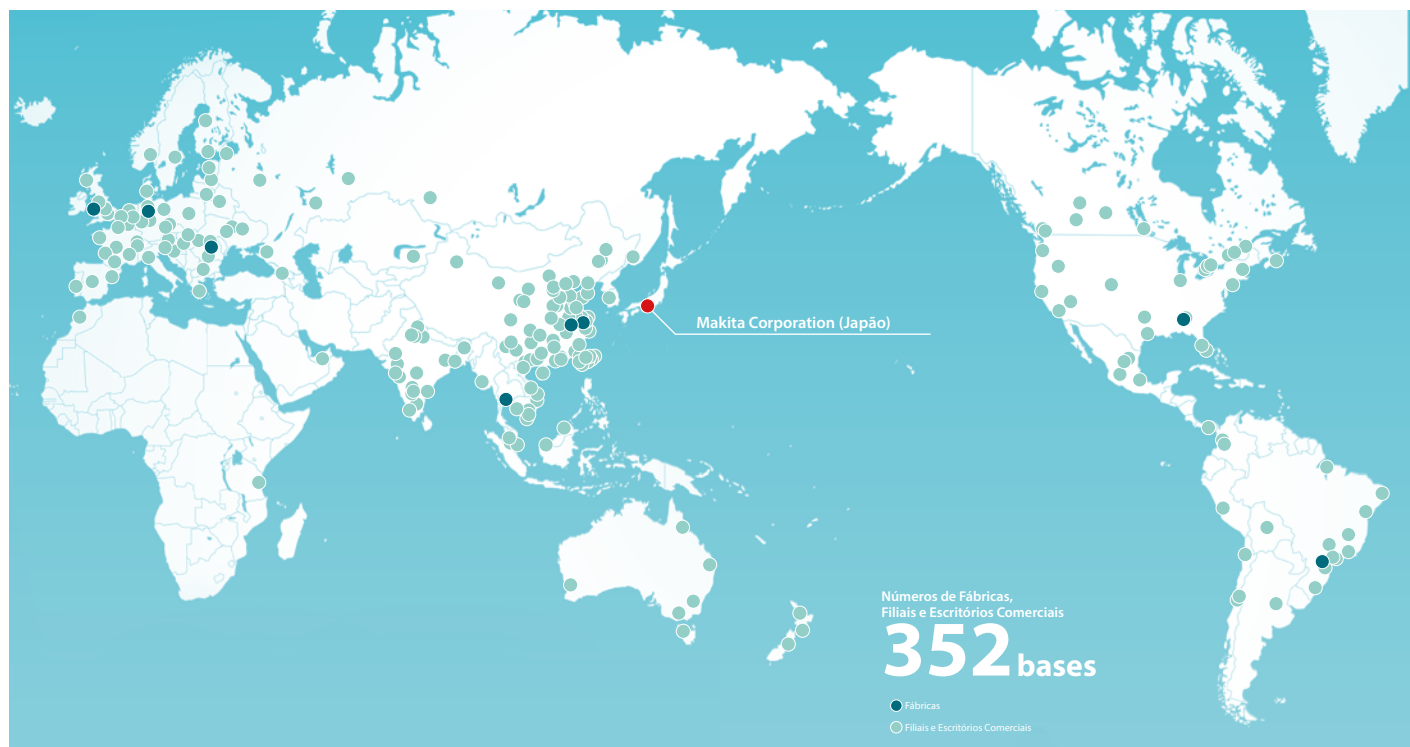 Makita Corporation (Japão)
Números de Fábricas,
Filiais e Escritórios Comerciais
352 bases
Fábricas
Filiais e Escritórios Comerciais